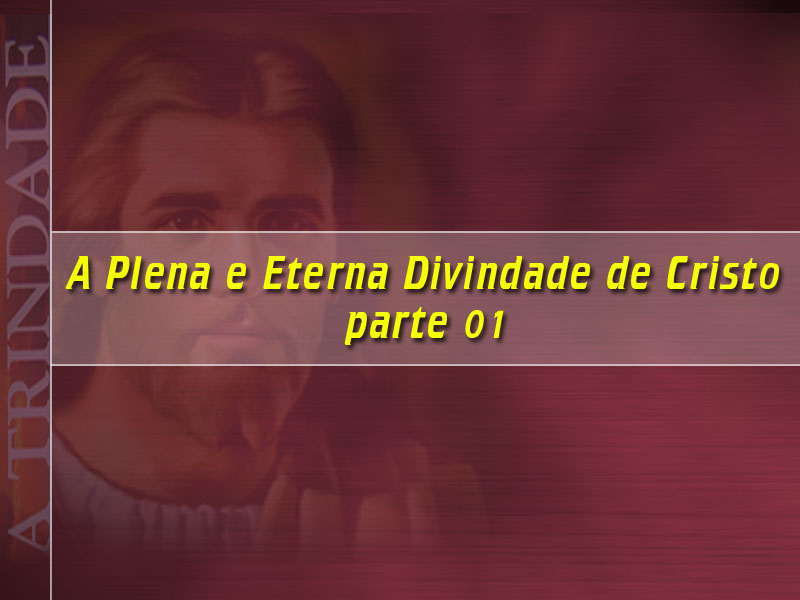 A TRINDADE
A Plena e Eterna Divindade de Cristo
parte 01